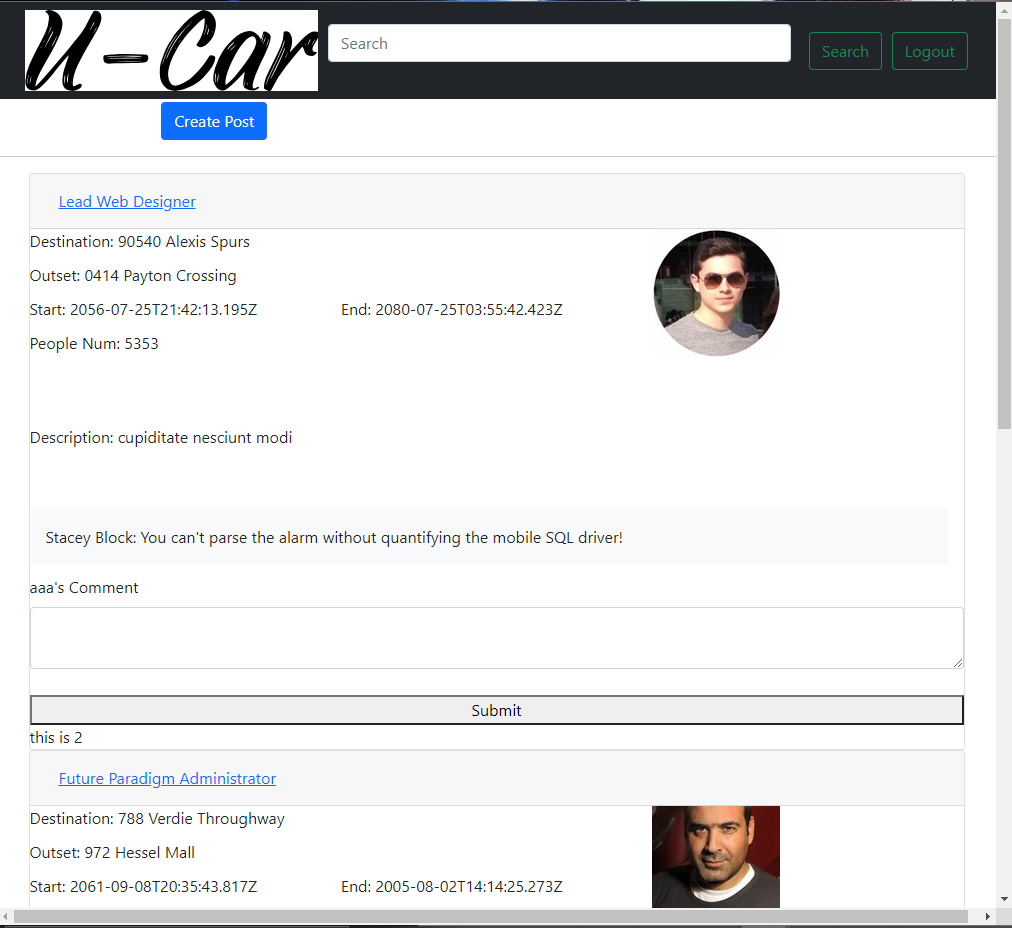 U-Car
Search
Search
Logout
Create Post
Lead Web Designer
Destination: 90540 Alexis Spurs
Outset: 0414 Payton Crossing
Start: 2056-07-25T21:42:13.195Z End: 2080-07-25T03:55:42.423Z
People Num: 5353
Description: cupiditate nesciunt modi
Stacey Block: You can't parse the alarm without quantifying the mobile SQL driver!
aaa's Comment
Submit
this is 2
Future Paradigm Administrator
Destination: 788 Verdie Throughway
Outset: 972 Hessel Mall
Start: 2061-09-08T20:35:43.817Z End: 2005-08-02T14:14:25.273Z